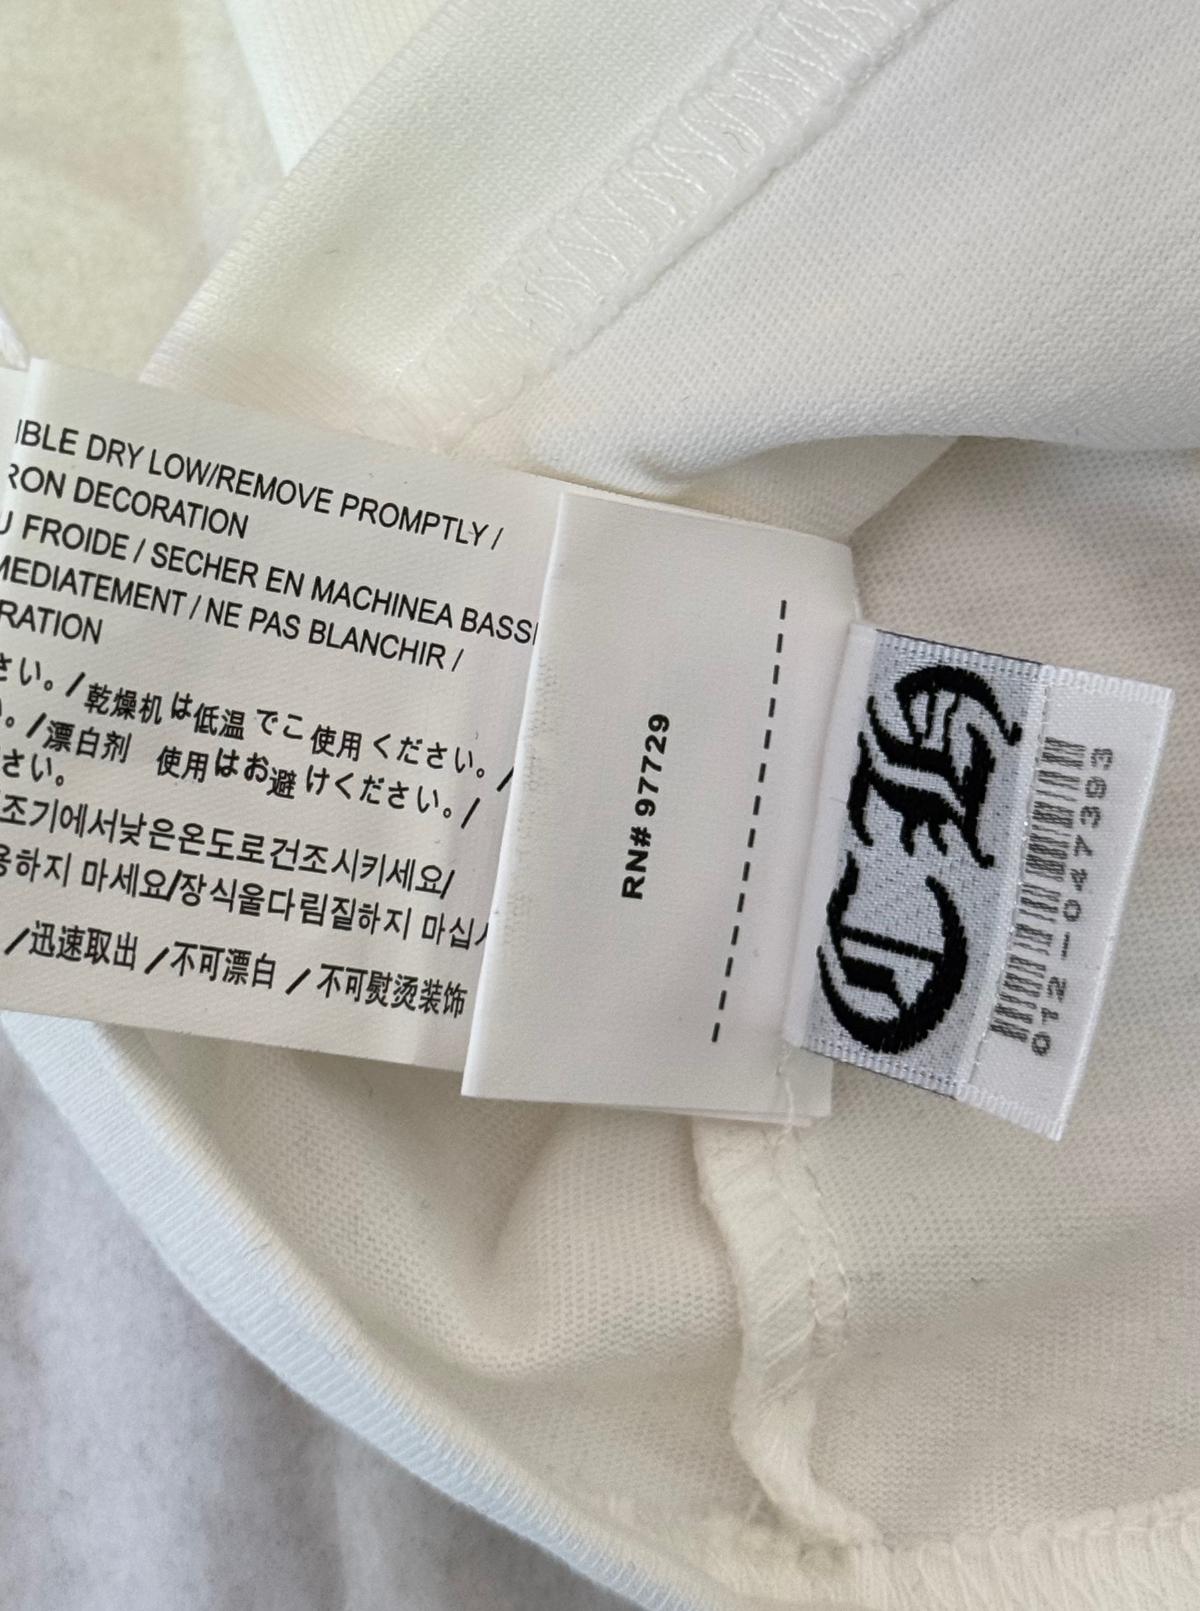 BLE DRY LOW/REMOVE PROMPTLY /
RON DECORATION
U FROIDE / SECHER EN MACHINEA BASS
MEDIATEMENT / NE PAS BLANCHIR /
RATION
さい。/乾燥机は低温 でこ 使用 ください。/
。/漂白剤 使用はお避 けください。/
さい。
조기에서낮은온도로건조시키세요/
용하지 마세요/장식울다림질하지 마십
/迅速取出 /不可漂白 /不可熨烫装饰
RN# 97729
CH
012-047393